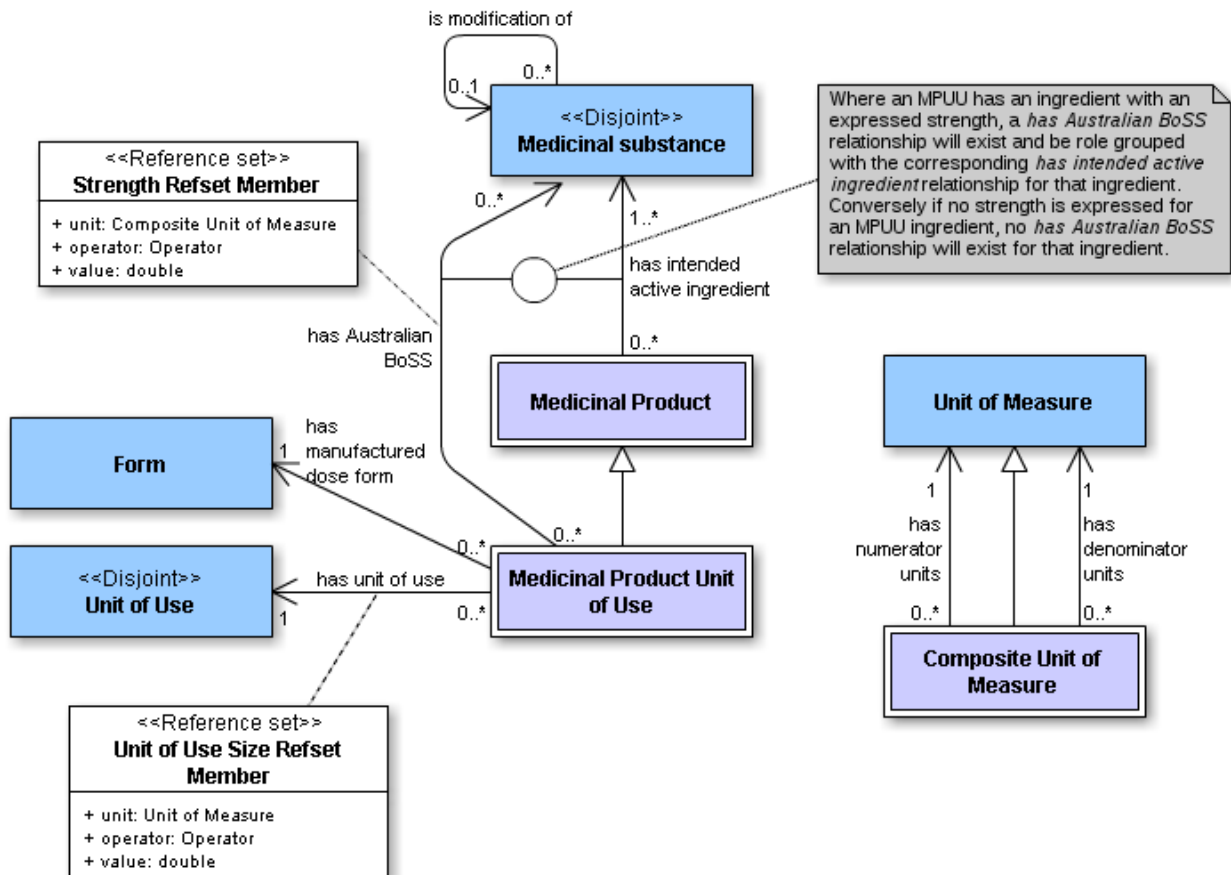 is modification of
0..1
0..*
<<Disjoint>>
Medicinal substance
Where an MPUU has an ingredient with an
expressed strength, a has Australian BoSS
relationship will exist and be role grouped
with the corresponding has intended active
ingredient relationship for that ingredient.
Conversely if no strength is expressed for
an MPUU ingredient, no has Australian BoSS
relationship will exist for that ingredient.
<<Reference set>>
Strength Refset Member
+ unit: Composite Unit of Measure
+ operator: Operator
+ value: double
0..*
1..*
has intended
active ingredient
has Australian
BoSS
0..*
Medicinal Product
Unit of Measure
Form
1
has
manufactured
dose form
0..*
0..*
1
has
numerator
units
0..*
1
has
denominator
units
0..*
<<Disjoint>>
Unit of Use
1
has unit of use
0..*
Medicinal Product Unit
of Use
Composite Unit of
Measure
<<Reference set>>
Unit of Use Size Refset
Member
+ unit: Unit of Measure
+ operator: Operator
+ value: double